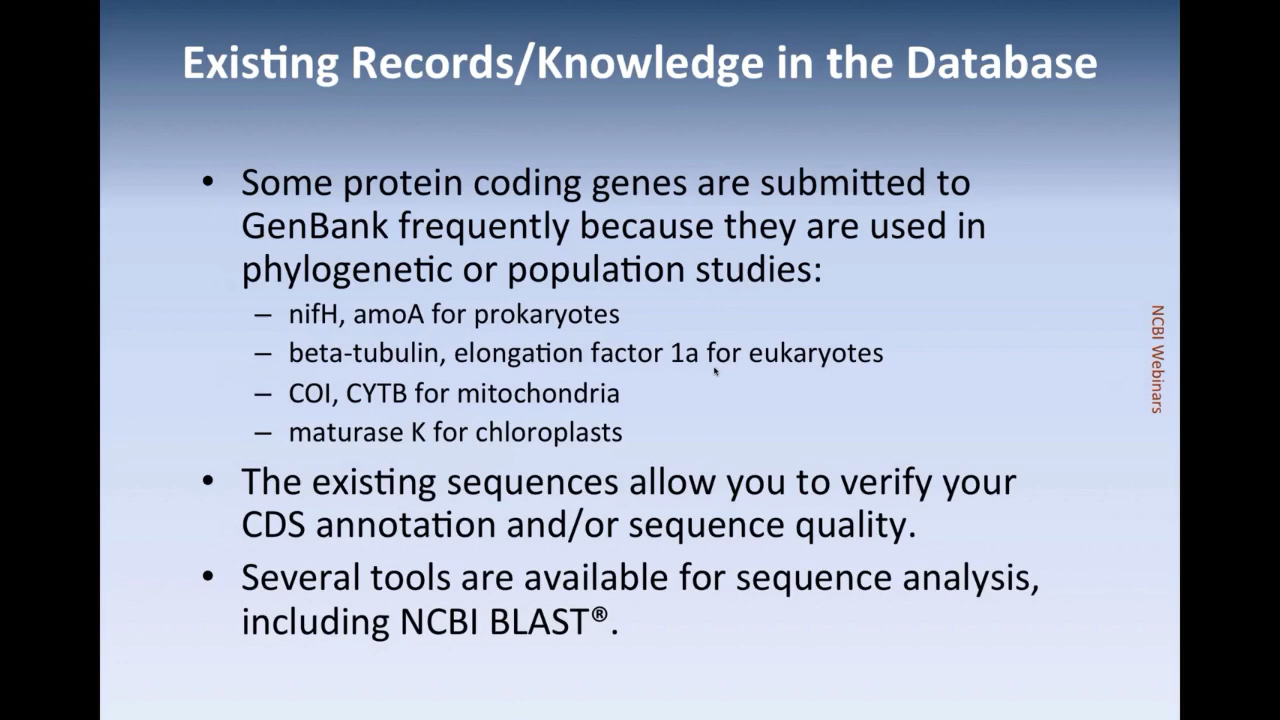 Existing Records/Knowledge in the Database
• Some protein coding genes are submitted to
GenBank frequently because they are used in
phylogenetic or population studies:
– nifH, amoA for prokaryotes
– beta-tubulin, elongation factor 1a for eukaryotes
– COI, CYTB for mitochondria
– maturase K for chloroplasts
• The existing sequences allow you to verify your
CDS annotation and/or sequence quality.
• Several tools are available for sequence analysis,
including NCBI BLAST®.
NCBI Webinars